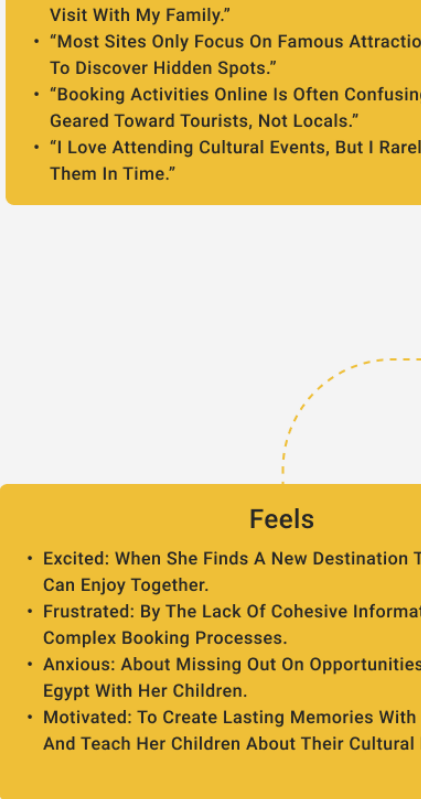 Visit With My Family.”
• “Most Sites Only Focus On Famous Attractio
To Discover Hidden Spots.”
• “Booking Activities Online Is Often Confusin
Geared Toward Tourists, Not Locals.”
• “I Love Attending Cultural Events, But I Rarel
Them In Time.”
Feels
• Excited: When She Finds A New Destination T
Can Enjoy Together.
• Frustrated: By The Lack Of Cohesive Informa
Complex Booking Processes.
• Anxious: About Missing Out On Opportunities
Egypt With Her Children.
• Motivated: To Create Lasting Memories With
And Teach Her Children About Their Cultural